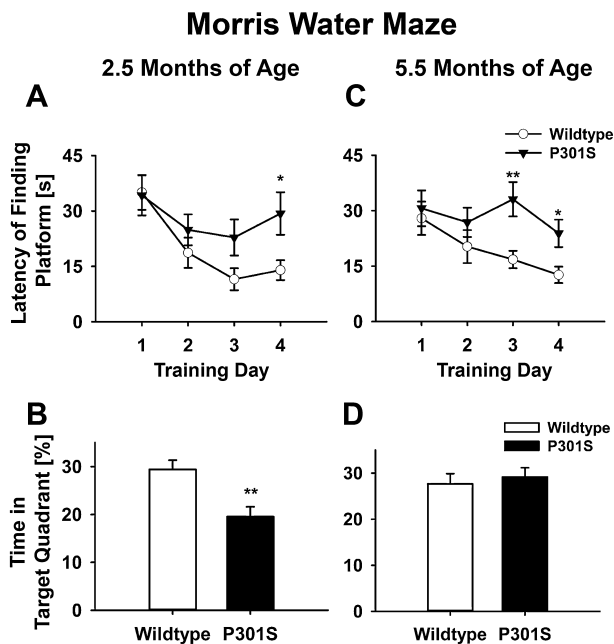 Morris Water Maze
2.5 Months of Age
5.5 Months of Age
A
Latency of Finding
Platform [s]
45
30
15
0
*
1 2 3 4
Training Day
C
Wildtype
P301S
45
30
15
0
**
*
1 2 3 4
Training Day
B
Time in
Target Quadrant [%]
30
20
10
0
**
Wildtype P301S
D
Wildtype
P301S
30
20
10
0
Wildtype P301S